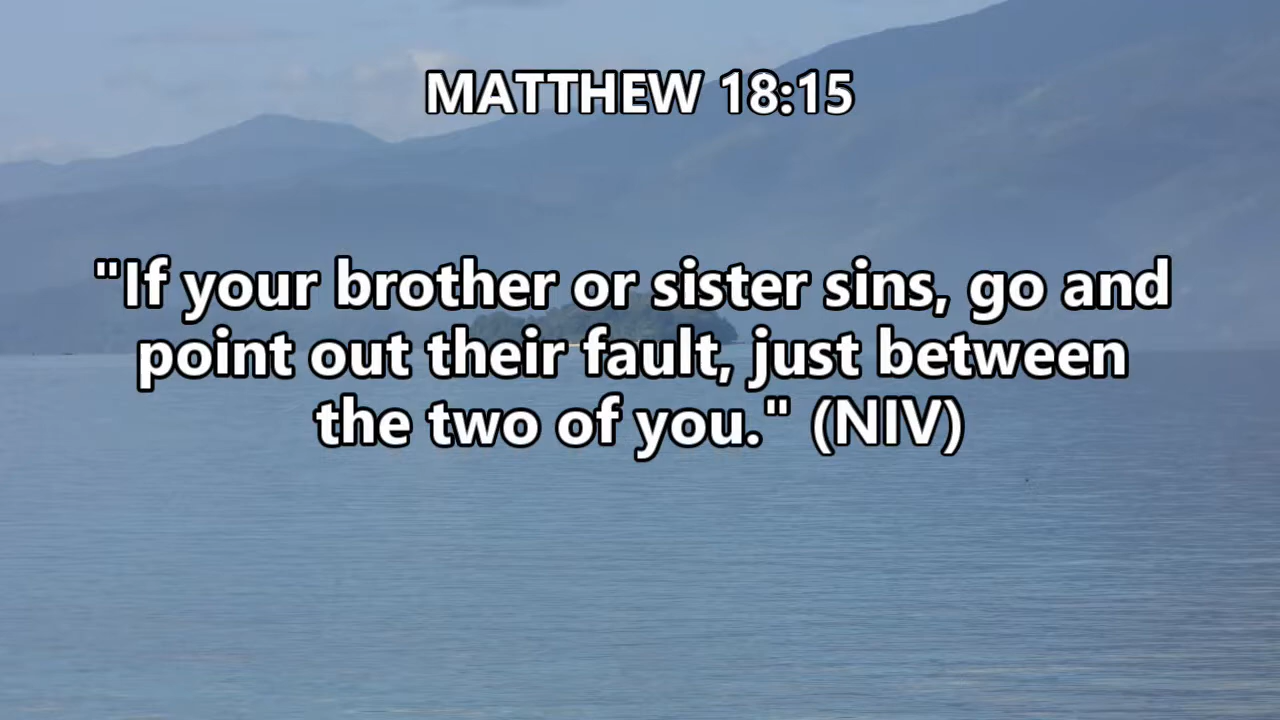 MATTHEW 18:15
"If your brother or sister sins, go and
point out their fault, just between
the two of you." (NIV)